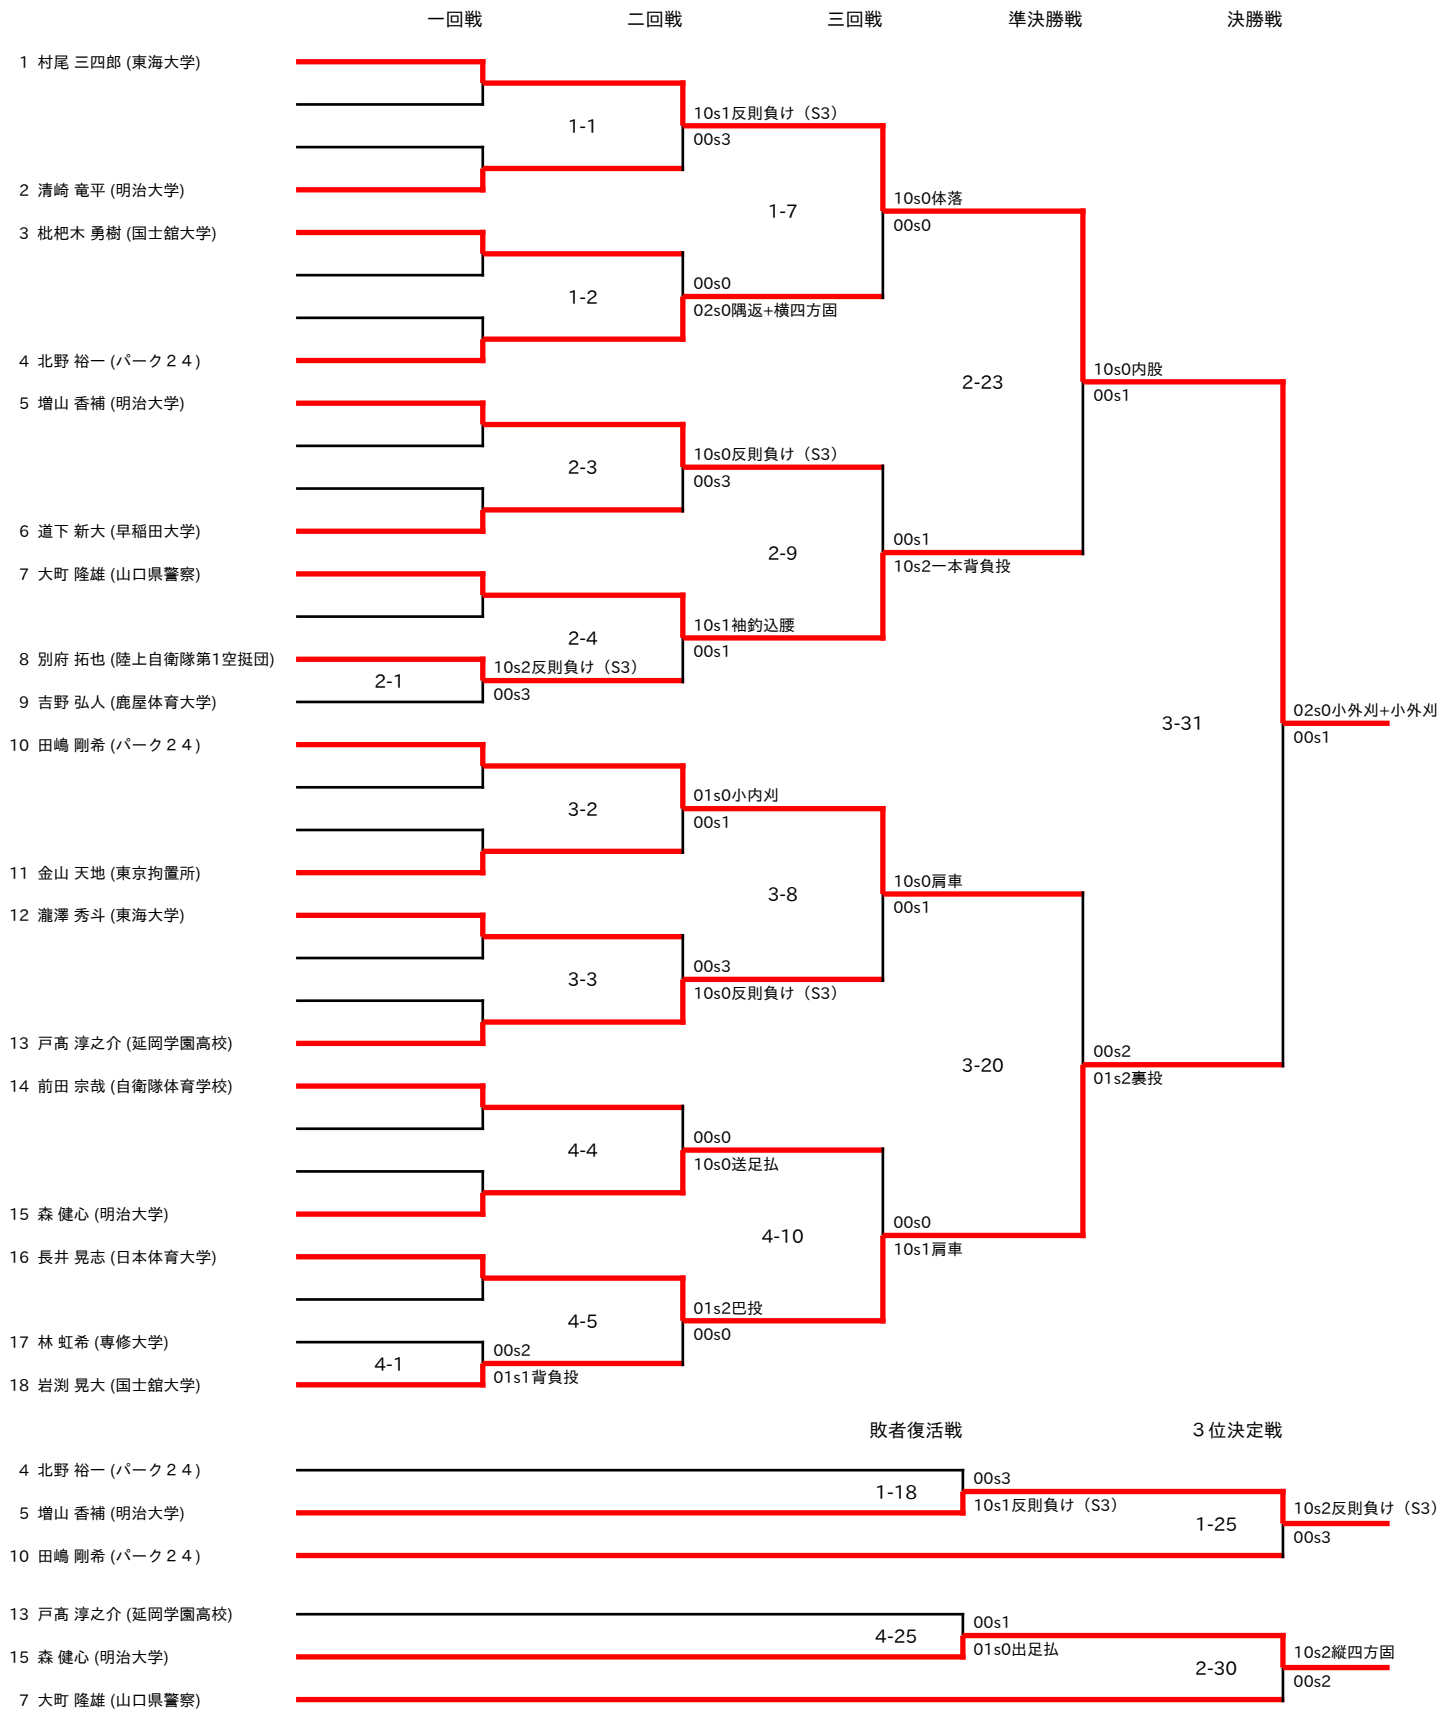 一回戦 二回戦 三回戦 準決勝戦 決勝戦
1 村尾 三四郎 (東海大学)
10s1反則負け（S3）
1-1
00s3
2 清崎 竜平 (明治大学)
10s0体落
1-7
00s0
3 枇杷木 勇樹 (国士舘大学)
00s0
1-2
02s0隅返+横四方固
4 北野 裕一 (パーク２４)
10s0内股
2-23
00s1
5 増山 香補 (明治大学)
10s0反則負け（S3）
2-3
00s3
6 道下 新大 (早稲田大学)
00s1
2-9
10s2一本背負投
7 大町 隆雄 (山口県警察)
10s1袖釣込腰
2-4
00s1
8 別府 拓也 (陸上自衛隊第1空挺団)
10s2反則負け（S3）
2-1
00s3
9 吉野 弘人 (鹿屋体育大学)
02s0小外刈+小外刈
3-31
00s1
10 田嶋 剛希 (パーク２４)
01s0小内刈
3-2
00s1
11 金山 天地 (東京拘置所)
10s0肩車
3-8
00s1
12 瀧澤 秀斗 (東海大学)
00s3
3-3
10s0反則負け（S3）
13 戸髙 淳之介 (延岡学園高校)
00s2
3-20
01s2裏投
14 前田 宗哉 (自衛隊体育学校)
00s0
4-4
10s0送足払
15 森 健心 (明治大学)
00s0
4-10
10s1肩車
16 長井 晃志 (日本体育大学)
01s2巴投
4-5
00s0
17 林 虹希 (専修大学)
00s2
4-1
01s1背負投
18 岩渕 晃大 (国士舘大学)
敗者復活戦 ３位決定戦
4 北野 裕一 (パーク２４)
00s3
1-18
10s1反則負け（S3）
5 増山 香補 (明治大学)
10s2反則負け（S3）
1-25
00s3
10 田嶋 剛希 (パーク２４)
13 戸髙 淳之介 (延岡学園高校)
00s1
4-25
01s0出足払
15 森 健心 (明治大学)
10s2縦四方固
2-30
00s2
7 大町 隆雄 (山口県警察)